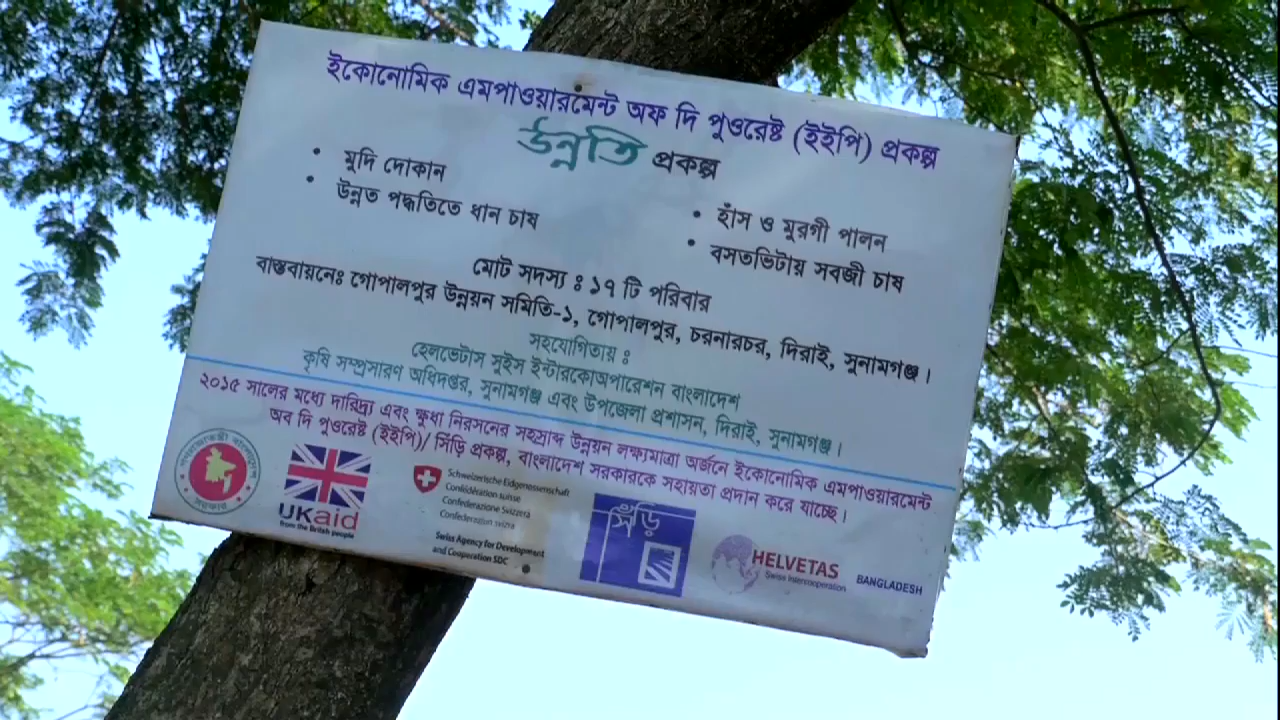 ইকোনোমিক এমপাওয়ারমেন্ট অফ দি পুওরেষ্ট (ইইপি) প্রকল্প
উন্নতি প্রকল্প
• মুদি দোকান
• উন্নত পদ্ধতিতে ধান চাষ
• হাঁস ও মুরগী পালন
• বসতভিটায় সবজী চাষ
মোট সদস্য ঃ ১৭ টি পরিবার
বাস্তবায়নেঃ গোপালপুর উন্নয়ন সমিতি-১, গোপালপুর, চরনারচর, দিরাই, সুনামগঞ্জ।
সহযোগিতায় ঃ
হেলভেটাস সুইস ইন্টারকোঅপারেশন বাংলাদেশ
কৃষি সম্প্রসারণ অধিদপ্তর, সুনামগঞ্জ এবং উপজেলা প্রশাসন, দিরাই, সুনামগঞ্জ।
২০১৫ সালের মধ্যে দারিদ্র্য এবং ক্ষুধা নিরসনের সহস্রাব্দ উন্নয়ন লক্ষ্যমাত্রা অর্জনে ইকোনোমিক এমপাওয়ারমেন্ট
অব দি পুওরেষ্ট (ইইপি)/ সিঁড়ি প্রকল্প, বাংলাদেশ সরকারকে সহায়তা প্রদান করে যাচ্ছে।
গণপ্রজাতন্ত্রী বাংলাদেশ
সরকার
UKaid
from the British people
Schweizerische Eidgenossenschaft
Confédération suisse
Confederazione Svizzera
Confederaziun svizra
Swiss Agency for Development
and Cooperation SDC
সিঁড়ি
HELVETAS
Swiss Intercooperation
BANGLADESH